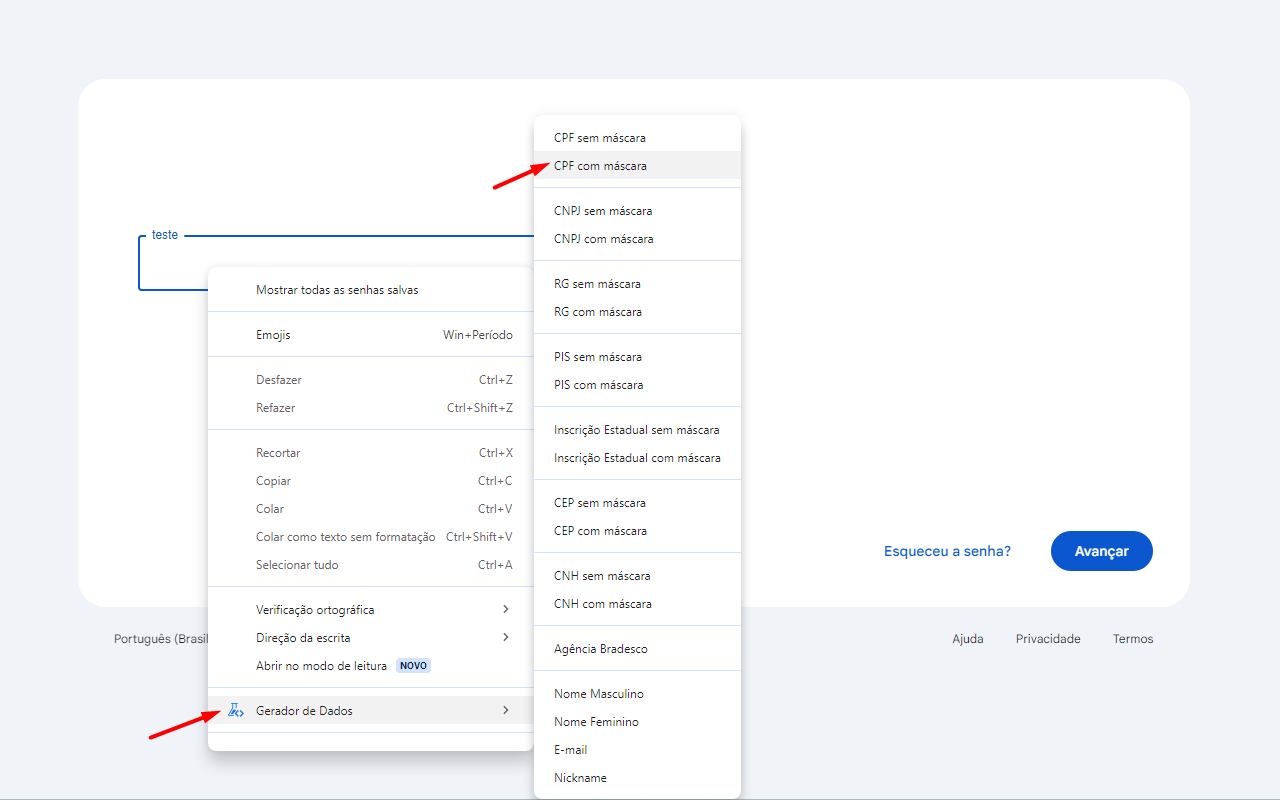 teste
Mostrar todas as senhas salvas
Emojis Win+Período
Desfazer Ctrl+Z
Refazer Ctrl+Shift+Z
Recortar Ctrl+X
Copiar Ctrl+C
Colar Ctrl+V
Colar como texto sem formatação Ctrl+Shift+V
Selecionar tudo Ctrl+A
Verificação ortográfica
Direção da escrita
Abrir no modo de leitura NOVO
Gerador de Dados
CPF sem máscara
CPF com máscara
CNPJ sem máscara
CNPJ com máscara
RG sem máscara
RG com máscara
PIS sem máscara
PIS com máscara
Inscrição Estadual sem máscara
Inscrição Estadual com máscara
CEP sem máscara
CEP com máscara
CNH sem máscara
CNH com máscara
Agência Bradesco
Nome Masculino
Nome Feminino
E-mail
Nickname
Esqueceu a senha? Avançar
Português (Brasil
Ajuda Privacidade Termos